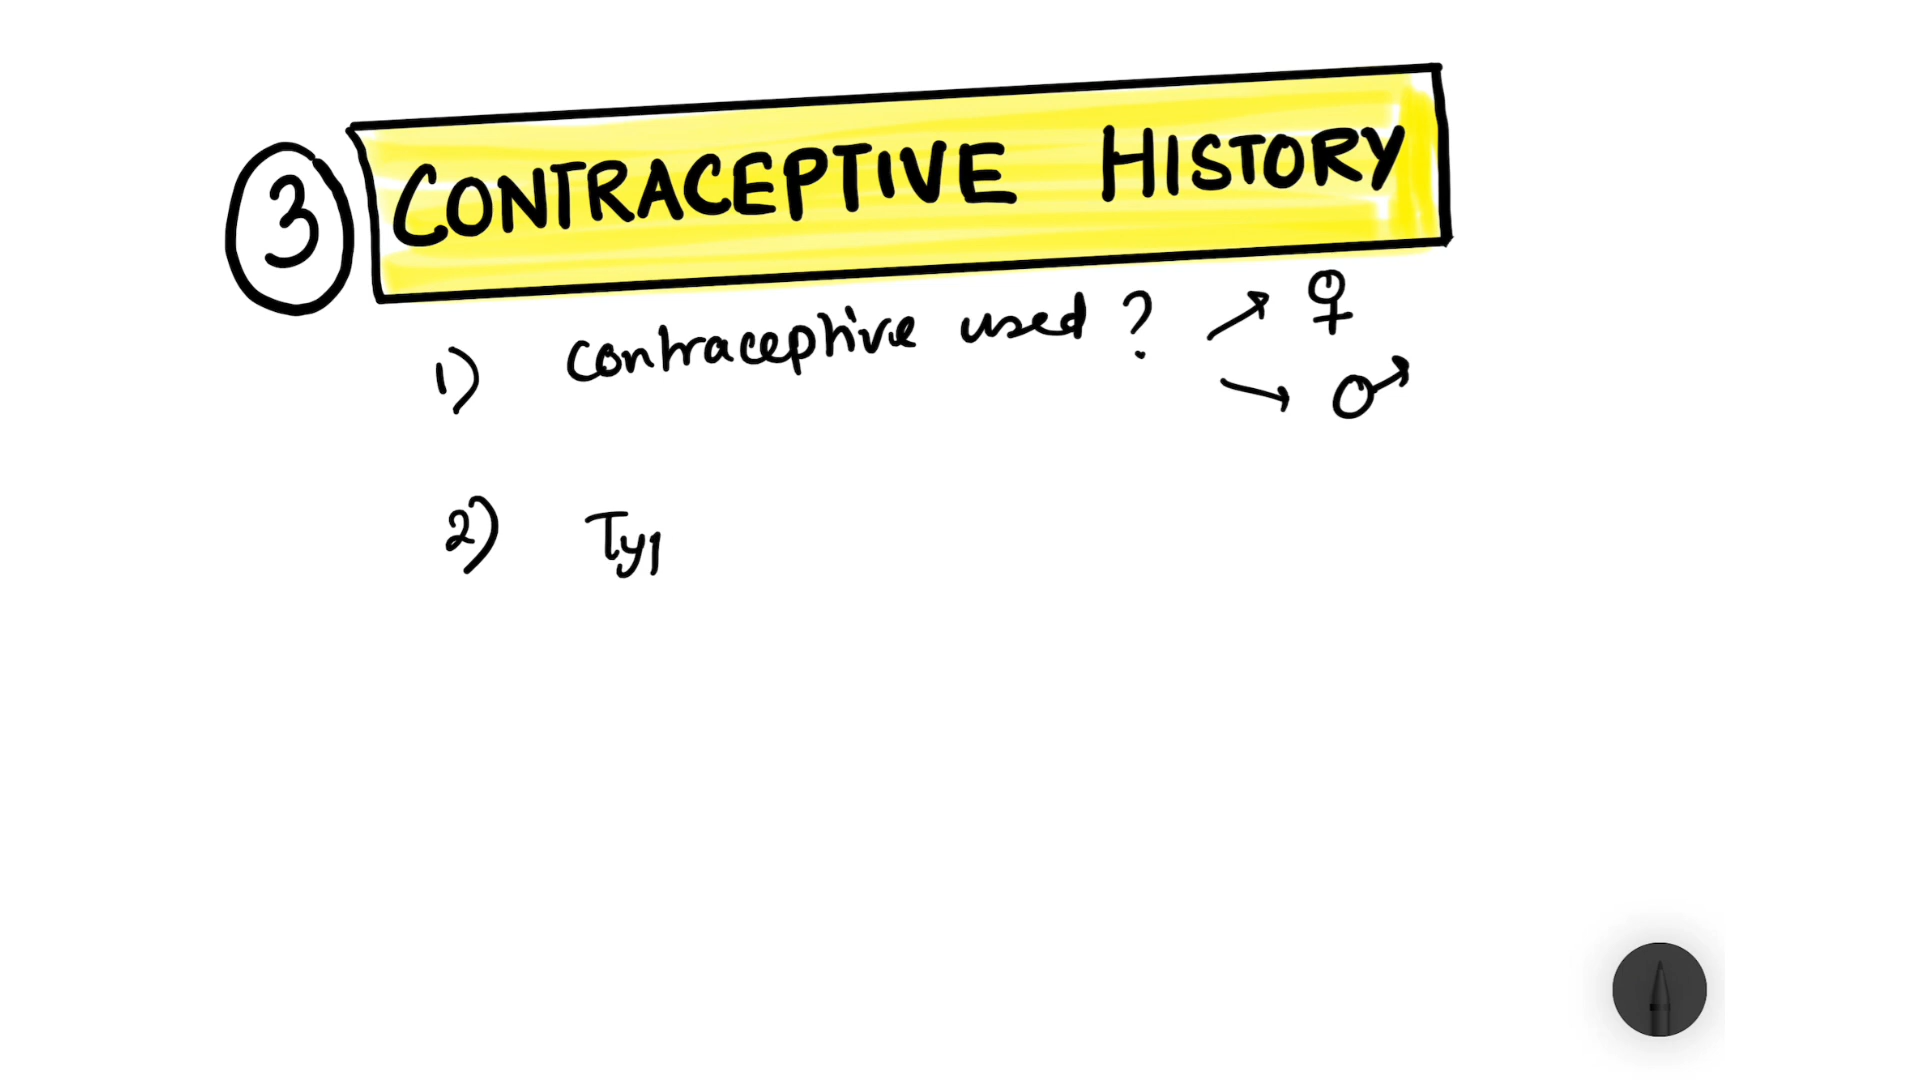 3 CONTRACEPTIVE HISTORY
1) contraceptive used ? → ♀
→ ♂
2) Ty